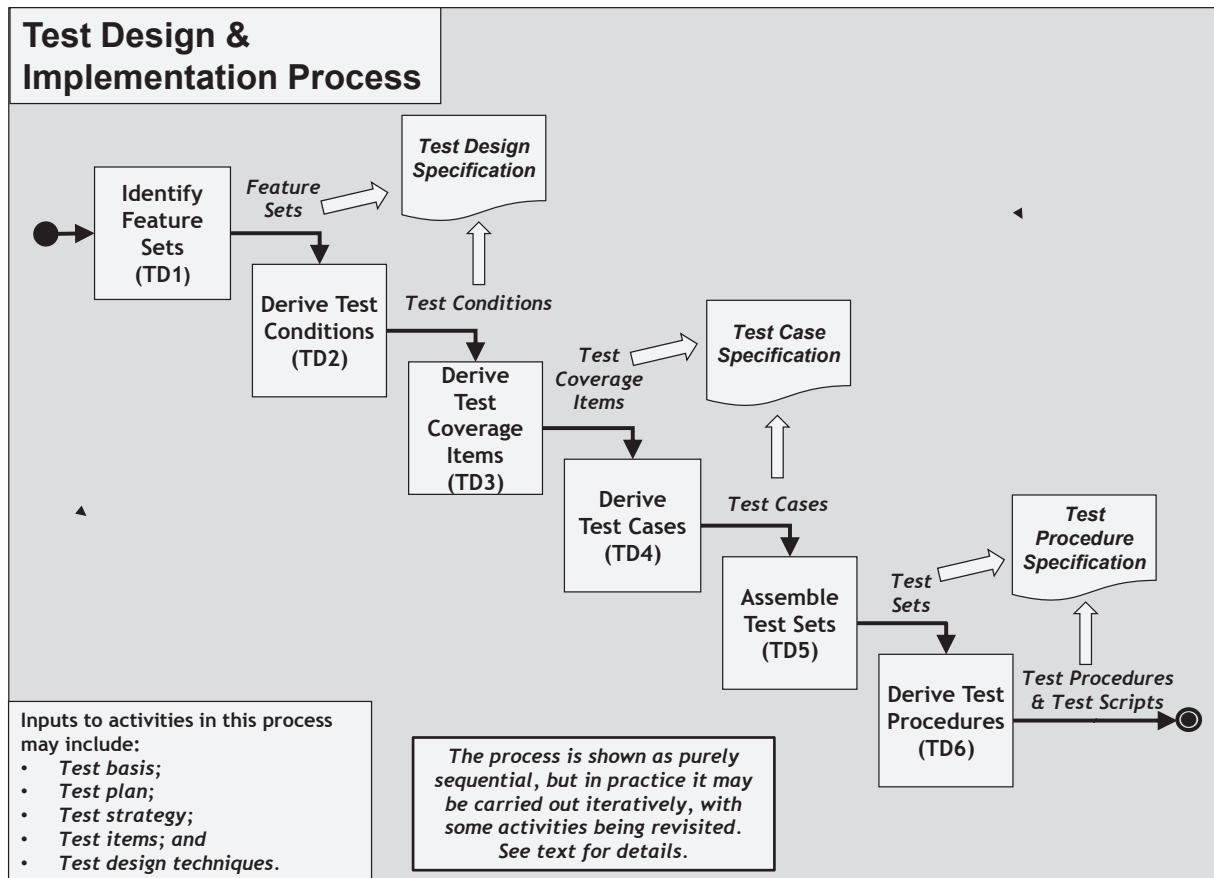 Test Design &
Implementation Process
Identify
Feature
Sets
(TD1)
Feature
Sets
Test Design
Specification
Derive Test
Conditions
(TD2)
Test Conditions
Derive
Test
Coverage
Items
(TD3)
Test
Coverage
Items
Test Case
Specification
Derive
Test Cases
(TD4)
Test Cases
Assemble
Test Sets
(TD5)
Test
Sets
Test
Procedure
Specification
Derive Test
Procedures
(TD6)
Test Procedures
& Test Scripts
Inputs to activities in this process
may include:
• Test basis;
• Test plan;
• Test strategy;
• Test items; and
• Test design techniques.
The process is shown as purely
sequential, but in practice it may
be carried out iteratively, with
some activities being revisited.
See text for details.